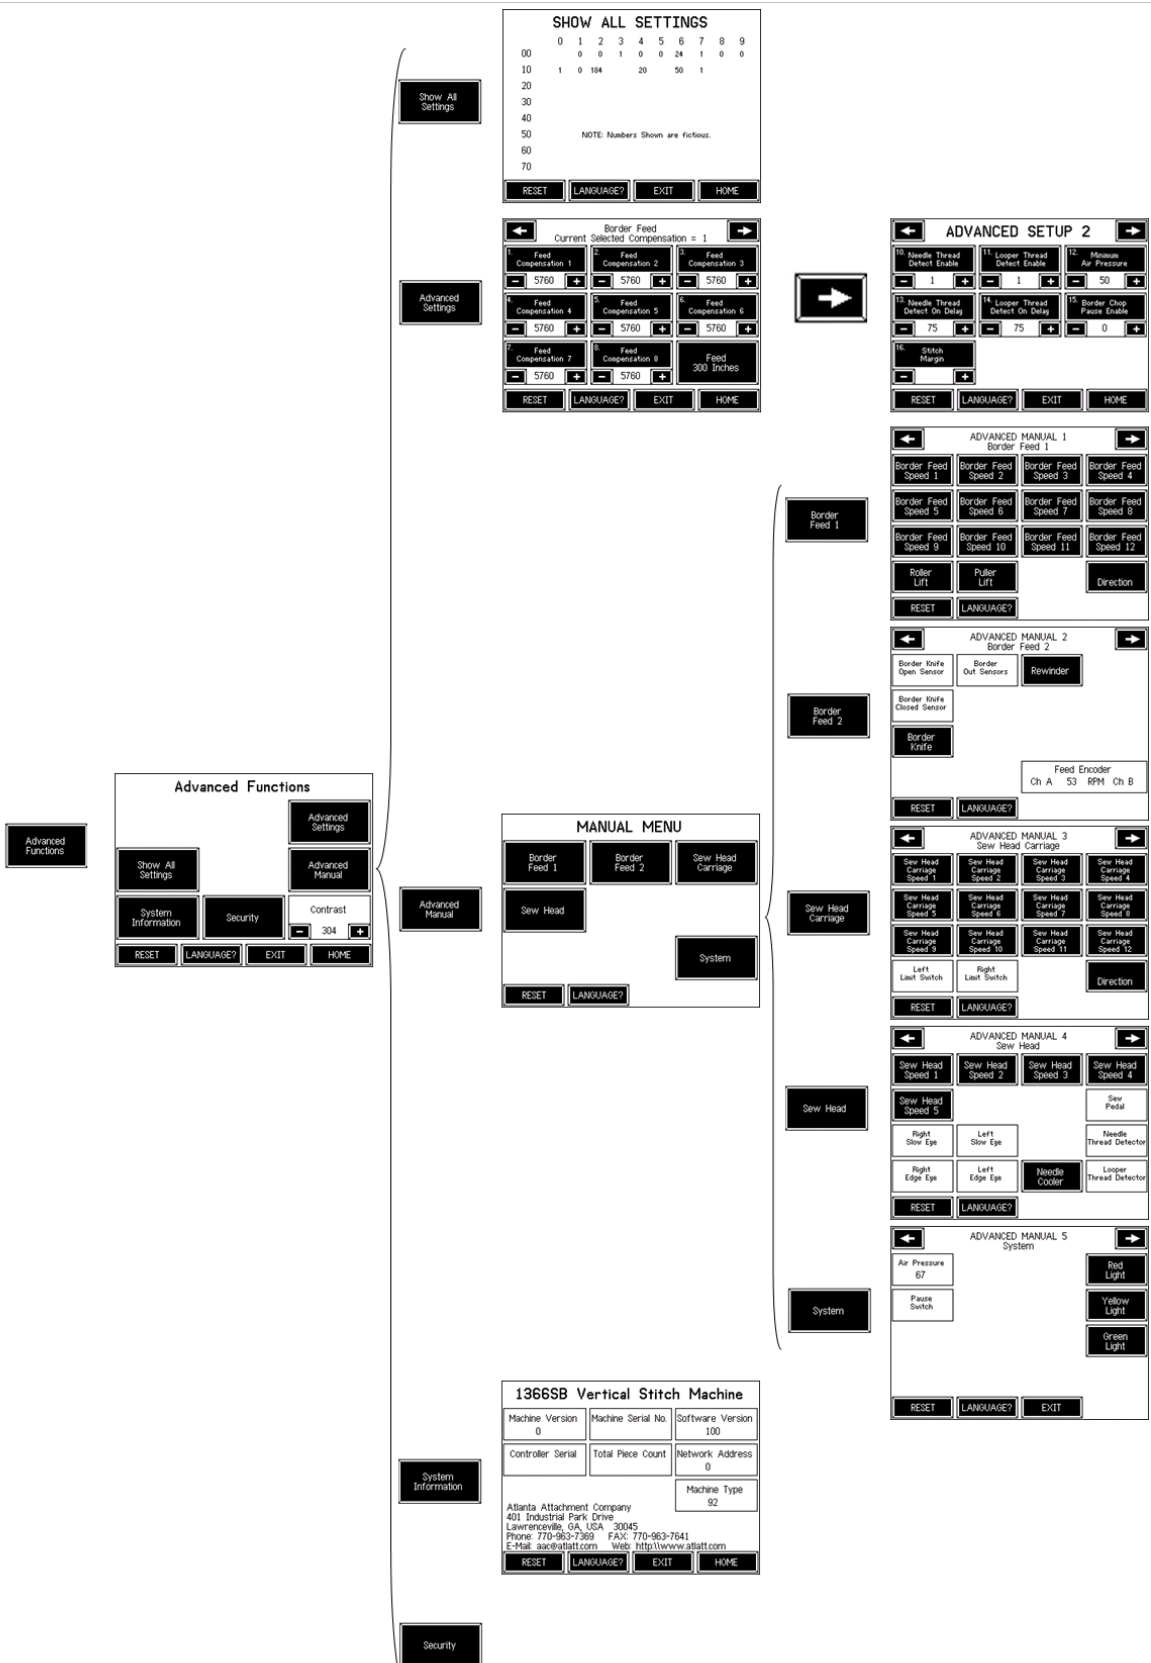 SHOW ALL SETTINGS
0 1 2 3 4 5 6 7 8 9
00 0 0 1 0 0 24 1 0 0
10 1 0 184 20 50 1
20
30
40
50 NOTE: Numbers Shown are fictious.
60
70
RESET LANGUAGE? EXIT HOME
Show All
Settings
Border Feed
Current Selected Compensation = 1
1. Feed
Compensation 1
5760
2. Feed
Compensation 2
5760
3. Feed
Compensation 3
5760
4. Feed
Compensation 4
5760
5. Feed
Compensation 5
5760
6. Feed
Compensation 6
5760
7. Feed
Compensation 7
5760
8. Feed
Compensation 8
5760
Feed
300 Inches
RESET LANGUAGE? EXIT HOME
Advanced
Settings
ADVANCED SETUP 2
10. Needle Thread
Detect Enable
1
11. Looper Thread
Detect Enable
1
12. Minimum
Air Pressure
50
13. Needle Thread
Detect On Delay
75
14. Looper Thread
Detect On Delay
75
15. Border Chop
Pause Enable
0
16. Stitch
Margin
RESET LANGUAGE? EXIT HOME
ADVANCED MANUAL 1
Border Feed 1
Border Feed
Speed 1
Border Feed
Speed 2
Border Feed
Speed 3
Border Feed
Speed 4
Border Feed
Speed 5
Border Feed
Speed 6
Border Feed
Speed 7
Border Feed
Speed 8
Border Feed
Speed 9
Border Feed
Speed 10
Border Feed
Speed 11
Border Feed
Speed 12
Roller
Lift
Puller
Lift
Direction
RESET LANGUAGE?
Border
Feed 1
ADVANCED MANUAL 2
Border Feed 2
Border Knife
Open Sensor
Border
Out Sensors
Rewinder
Border Knife
Closed Sensor
Border
Knife
Feed Encoder
Ch A 53 RPM Ch B
RESET LANGUAGE?
Border
Feed 2
Advanced
Functions
Advanced Functions
Advanced
Settings
Show All
Settings
Advanced
Manual
System
Information
Security
Contrast
304
RESET LANGUAGE? EXIT HOME
Advanced
Manual
MANUAL MENU
Border
Feed 1
Border
Feed 2
Sew Head
Carriage
Sew Head
System
RESET LANGUAGE?
Sew Head
Carriage
ADVANCED MANUAL 3
Sew Head Carriage
Sew Head
Carriage
Speed 1
Sew Head
Carriage
Speed 2
Sew Head
Carriage
Speed 3
Sew Head
Carriage
Speed 4
Sew Head
Carriage
Speed 5
Sew Head
Carriage
Speed 6
Sew Head
Carriage
Speed 7
Sew Head
Carriage
Speed 8
Sew Head
Carriage
Speed 9
Sew Head
Carriage
Speed 10
Sew Head
Carriage
Speed 11
Sew Head
Carriage
Speed 12
Left
Limit Switch
Right
Limit Switch
Direction
RESET LANGUAGE?
Sew Head
ADVANCED MANUAL 4
Sew Head
Sew Head
Speed 1
Sew Head
Speed 2
Sew Head
Speed 3
Sew Head
Speed 4
Sew Head
Speed 5
Sew
Pedal
Right
Slow Eye
Left
Slow Eye
Needle
Thread Detector
Right
Edge Eye
Left
Edge Eye
Needle
Cooler
Looper
Thread Detector
RESET LANGUAGE?
System
ADVANCED MANUAL 5
System
Air Pressure
67
Red
Light
Pause
Switch
Yellow
Light
Green
Light
RESET LANGUAGE? EXIT
System
Information
1366SB Vertical Stitch Machine
Machine Version
0
Machine Serial No.
Software Version
100
Controller Serial
Total Piece Count
Network Address
0
Machine Type
92
Atlanta Attachment Company
401 Industrial Park Drive
Lawrenceville, GA, USA 30045
Phone: 770-963-7369 FAX: 770-963-7641
E-Mail: aac@atlatt.com Web: http:\\www.atlatt.com
RESET LANGUAGE? EXIT HOME
Security